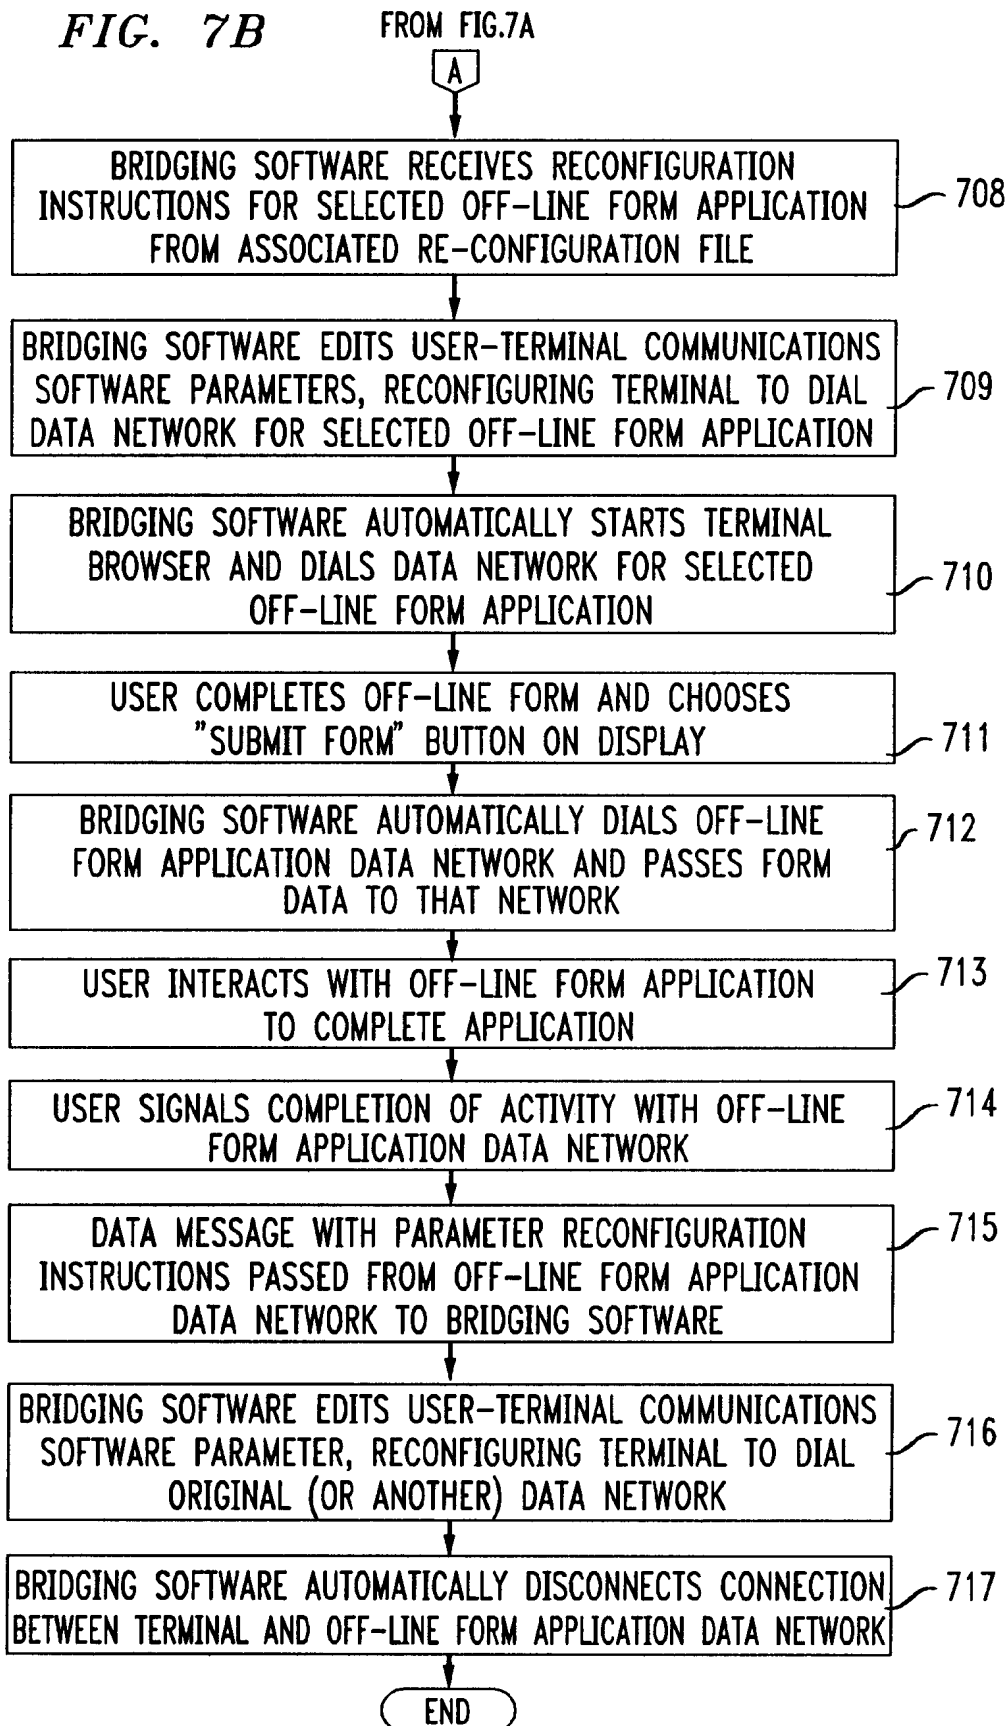 FIG. 7B
FROM FIG.7A
A
BRIDGING SOFTWARE RECEIVES RECONFIGURATION
INSTRUCTIONS FOR SELECTED OFF-LINE FORM APPLICATION
FROM ASSOCIATED RE-CONFIGURATION FILE
708
BRIDGING SOFTWARE EDITS USER-TERMINAL COMMUNICATIONS
SOFTWARE PARAMETERS, RECONFIGURING TERMINAL TO DIAL
DATA NETWORK FOR SELECTED OFF-LINE FORM APPLICATION
709
BRIDGING SOFTWARE AUTOMATICALLY STARTS TERMINAL
BROWSER AND DIALS DATA NETWORK FOR SELECTED
OFF-LINE FORM APPLICATION
710
USER COMPLETES OFF-LINE FORM AND CHOOSES
"SUBMIT FORM" BUTTON ON DISPLAY
711
BRIDGING SOFTWARE AUTOMATICALLY DIALS OFF-LINE
FORM APPLICATION DATA NETWORK AND PASSES FORM
DATA TO THAT NETWORK
712
USER INTERACTS WITH OFF-LINE FORM APPLICATION
TO COMPLETE APPLICATION
713
USER SIGNALS COMPLETION OF ACTIVITY WITH OFF-LINE
FORM APPLICATION DATA NETWORK
714
DATA MESSAGE WITH PARAMETER RECONFIGURATION
INSTRUCTIONS PASSED FROM OFF-LINE FORM APPLICATION
DATA NETWORK TO BRIDGING SOFTWARE
715
BRIDGING SOFTWARE EDITS USER-TERMINAL COMMUNICATIONS
SOFTWARE PARAMETER, RECONFIGURING TERMINAL TO DIAL
ORIGINAL (OR ANOTHER) DATA NETWORK
716
BRIDGING SOFTWARE AUTOMATICALLY DISCONNECTS CONNECTION
BETWEEN TERMINAL AND OFF-LINE FORM APPLICATION DATA NETWORK
717
END